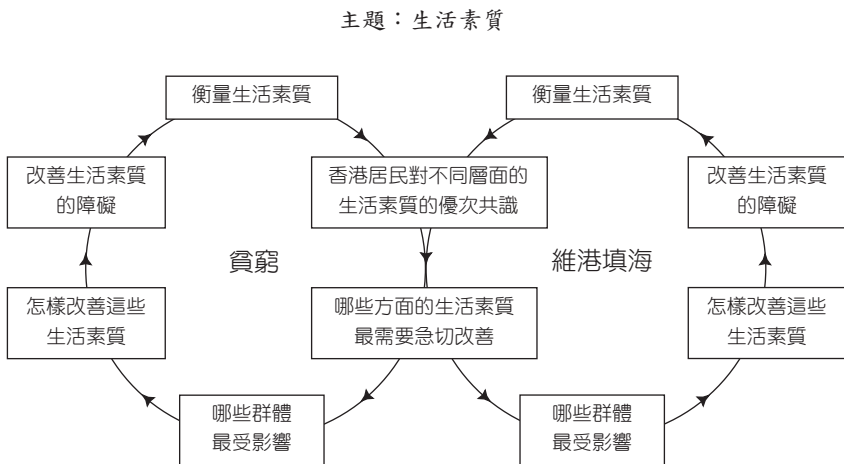 主題：生活素質
衡量生活素質
衡量生活素質
改善生活素質
的障礙
香港居民對不同層面的
生活素質的優次共識
改善生活素質
的障礙
貧窮
維港填海
怎樣改善這些
生活素質
哪些方面的生活素質
最需要急切改善
怎樣改善這些
生活素質
哪些群體
最受影響
哪些群體
最受影響